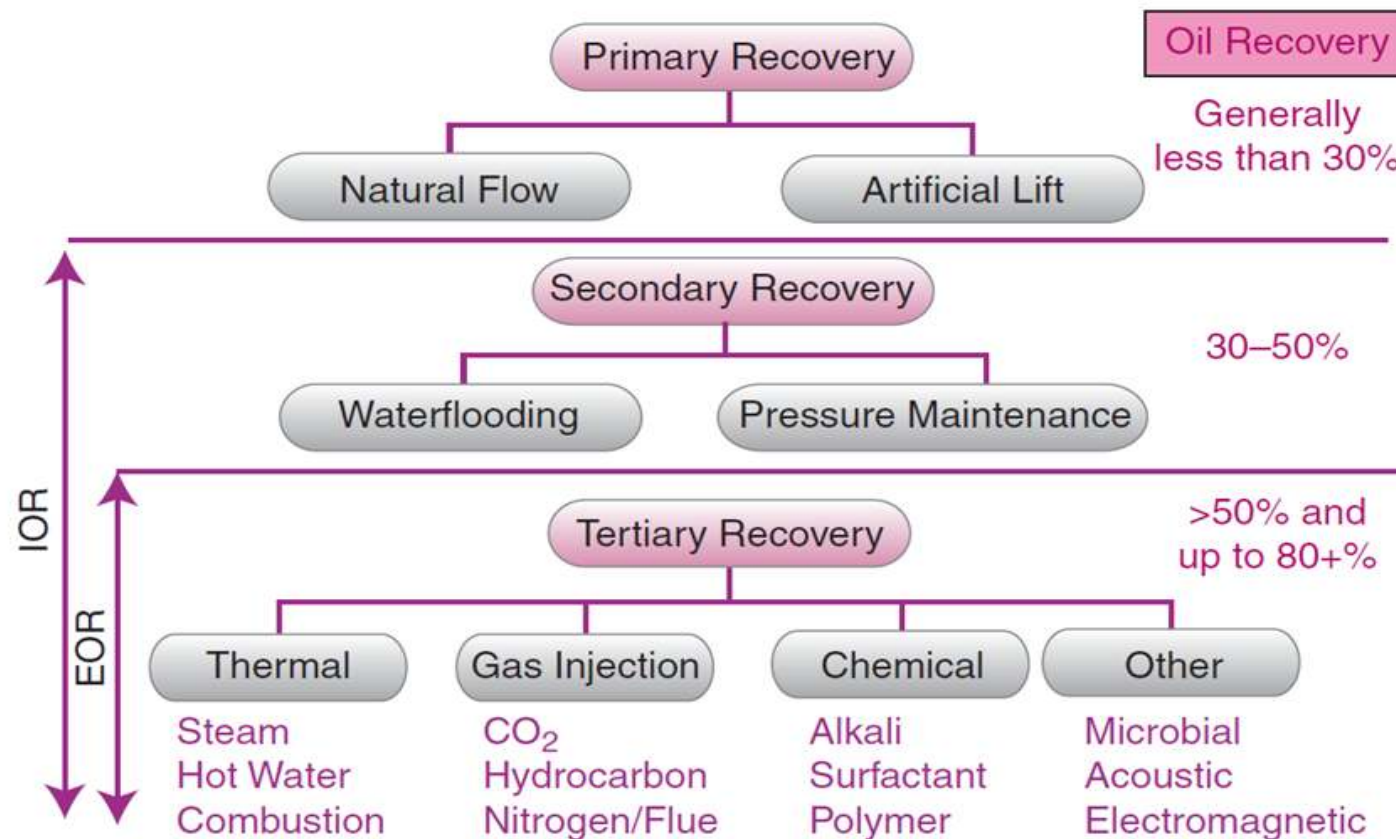 Primary Recovery
Oil Recovery
Generally
less than 30%
Natural Flow
Artificial Lift
Secondary Recovery
30–50%
Waterflooding
Pressure Maintenance
IOR
EOR
>50% and
up to 80+%
Tertiary Recovery
Thermal
Gas Injection
Chemical
Other
Steam
Hot Water
Combustion
CO₂
Hydrocarbon
Nitrogen/Flue
Alkali
Surfactant
Polymer
Microbial
Acoustic
Electromagnetic